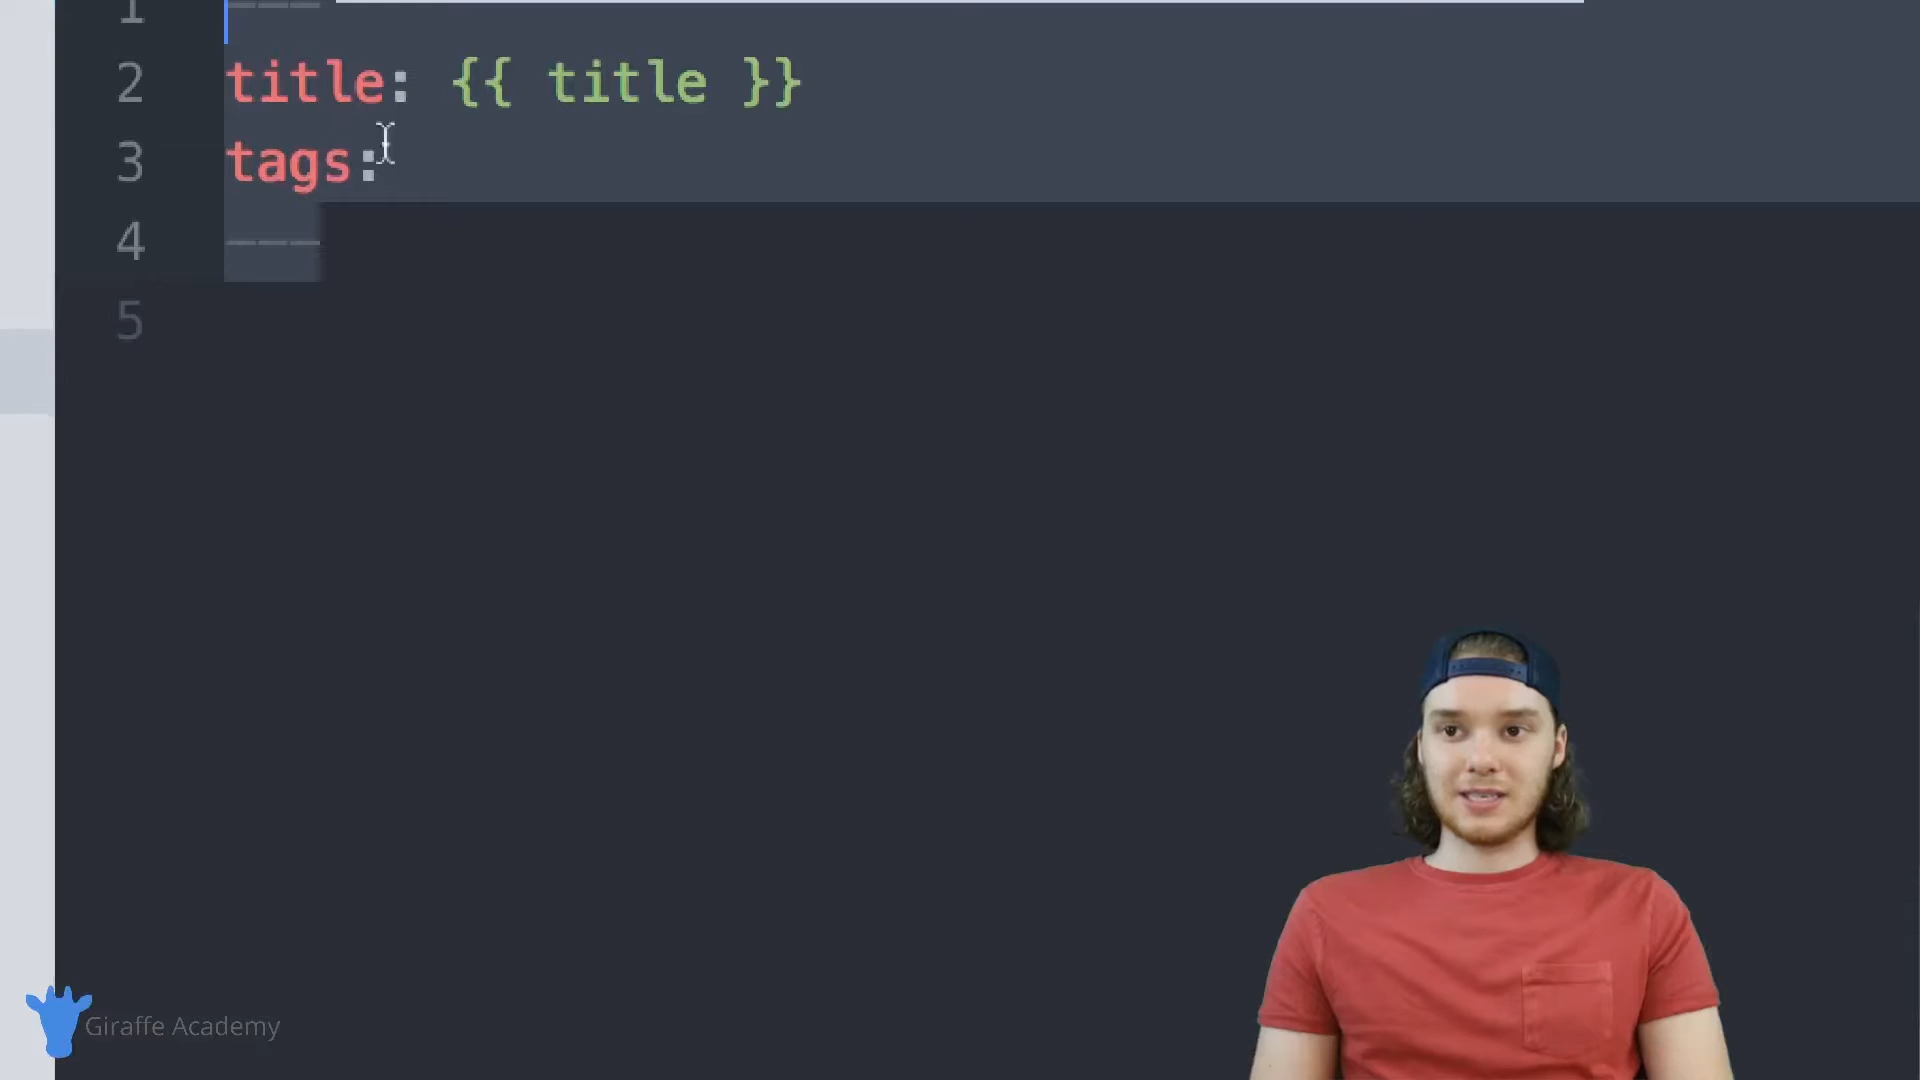 1
---
2 title: {{ title }}
3 tags:
4 ---
5
Giraffe Academy